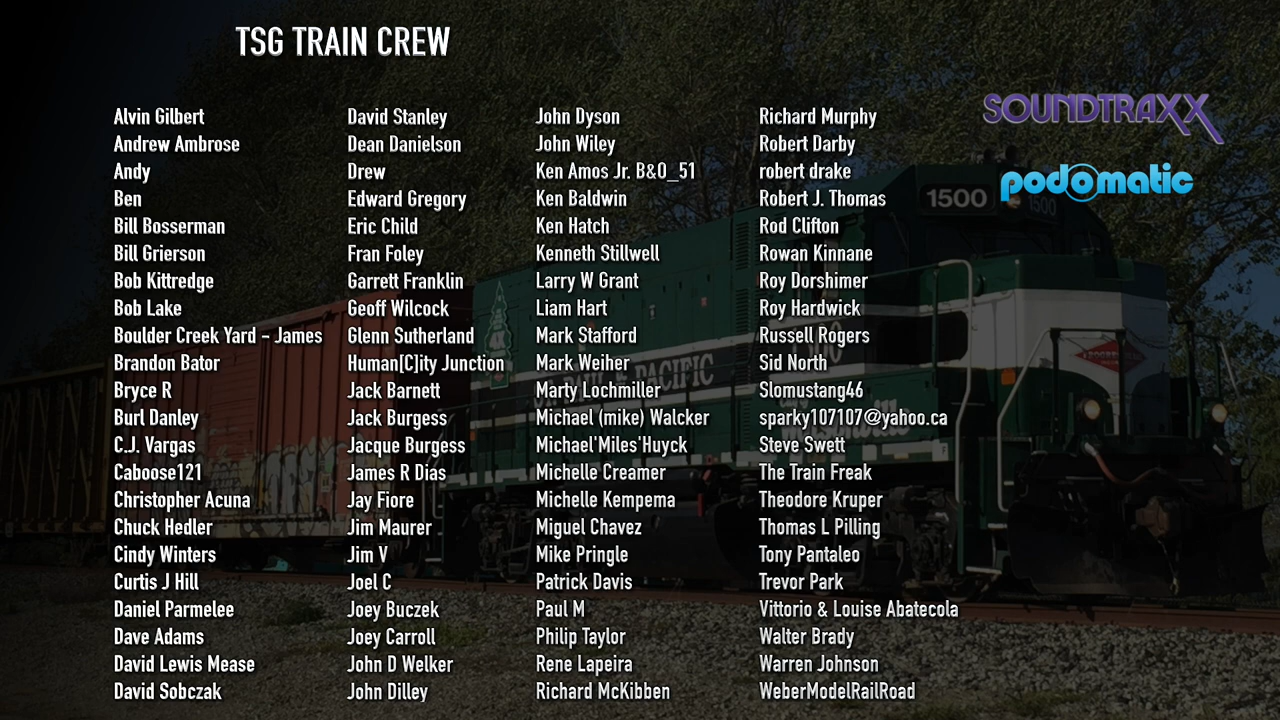 TSG TRAIN CREW
Alvin Gilbert
Andrew Ambrose
Andy
Ben
Bill Bosserman
Bill Grierson
Bob Kittredge
Bob Lake
Boulder Creek Yard - James
Brandon Bator
Bryce R
Burl Danley
C.J. Vargas
Caboose121
Christopher Acuna
Chuck Hedler
Cindy Winters
Curtis J Hill
Daniel Parmelee
Dave Adams
David Lewis Mease
David Sobczak
David Stanley
Dean Danielson
Drew
Edward Gregory
Eric Child
Fran Foley
Garrett Franklin
Geoff Wilcock
Glenn Sutherland
Human[C]ity Junction
Jack Barnett
Jack Burgess
Jacque Burgess
James R Dias
Jay Fiore
Jim Maurer
Jim V
Joel C
Joey Buczek
Joey Carroll
John D Welker
John Dilley
John Dyson
John Wiley
Ken Amos Jr. B&O_51
Ken Baldwin
Ken Hatch
Kenneth Stillwell
Larry W Grant
Liam Hart
Mark Stafford
Mark Weiher
Marty Lochmiller
Michael (mike) Walcker
Michael'Miles'Huyck
Michelle Creamer
Michelle Kempema
Miguel Chavez
Mike Pringle
Patrick Davis
Paul M
Philip Taylor
Rene Lapeira
Richard McKibben
Richard Murphy
Robert Darby
robert drake
Robert J. Thomas
Rod Clifton
Rowan Kinnane
Roy Dorshimer
Roy Hardwick
Russell Rogers
Sid North
Slomustang46
sparky107107@yahoo.ca
Steve Swett
The Train Freak
Theodore Kruper
Thomas L Pilling
Tony Pantaleo
Trevor Park
Vittorio & Louise Abatecola
Walter Brady
Warren Johnson
WeberModelRailRoad
SOUNDTRAXX
podomatic
1500
1500
PACIFIC